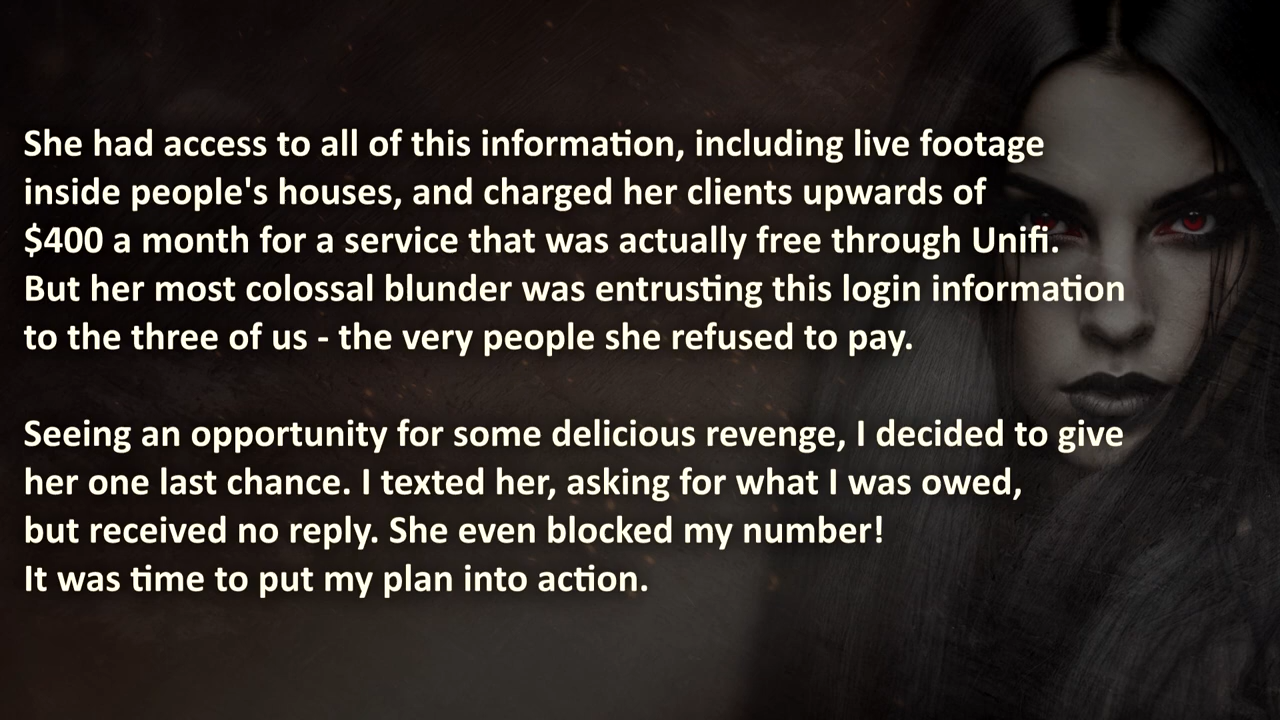 She had access to all of this information, including live footage
inside people's houses, and charged her clients upwards of
$400 a month for a service that was actually free through Unifi.
But her most colossal blunder was entrusting this login information
to the three of us - the very people she refused to pay.
Seeing an opportunity for some delicious revenge, I decided to give
her one last chance. I texted her, asking for what I was owed,
but received no reply. She even blocked my number!
It was time to put my plan into action.